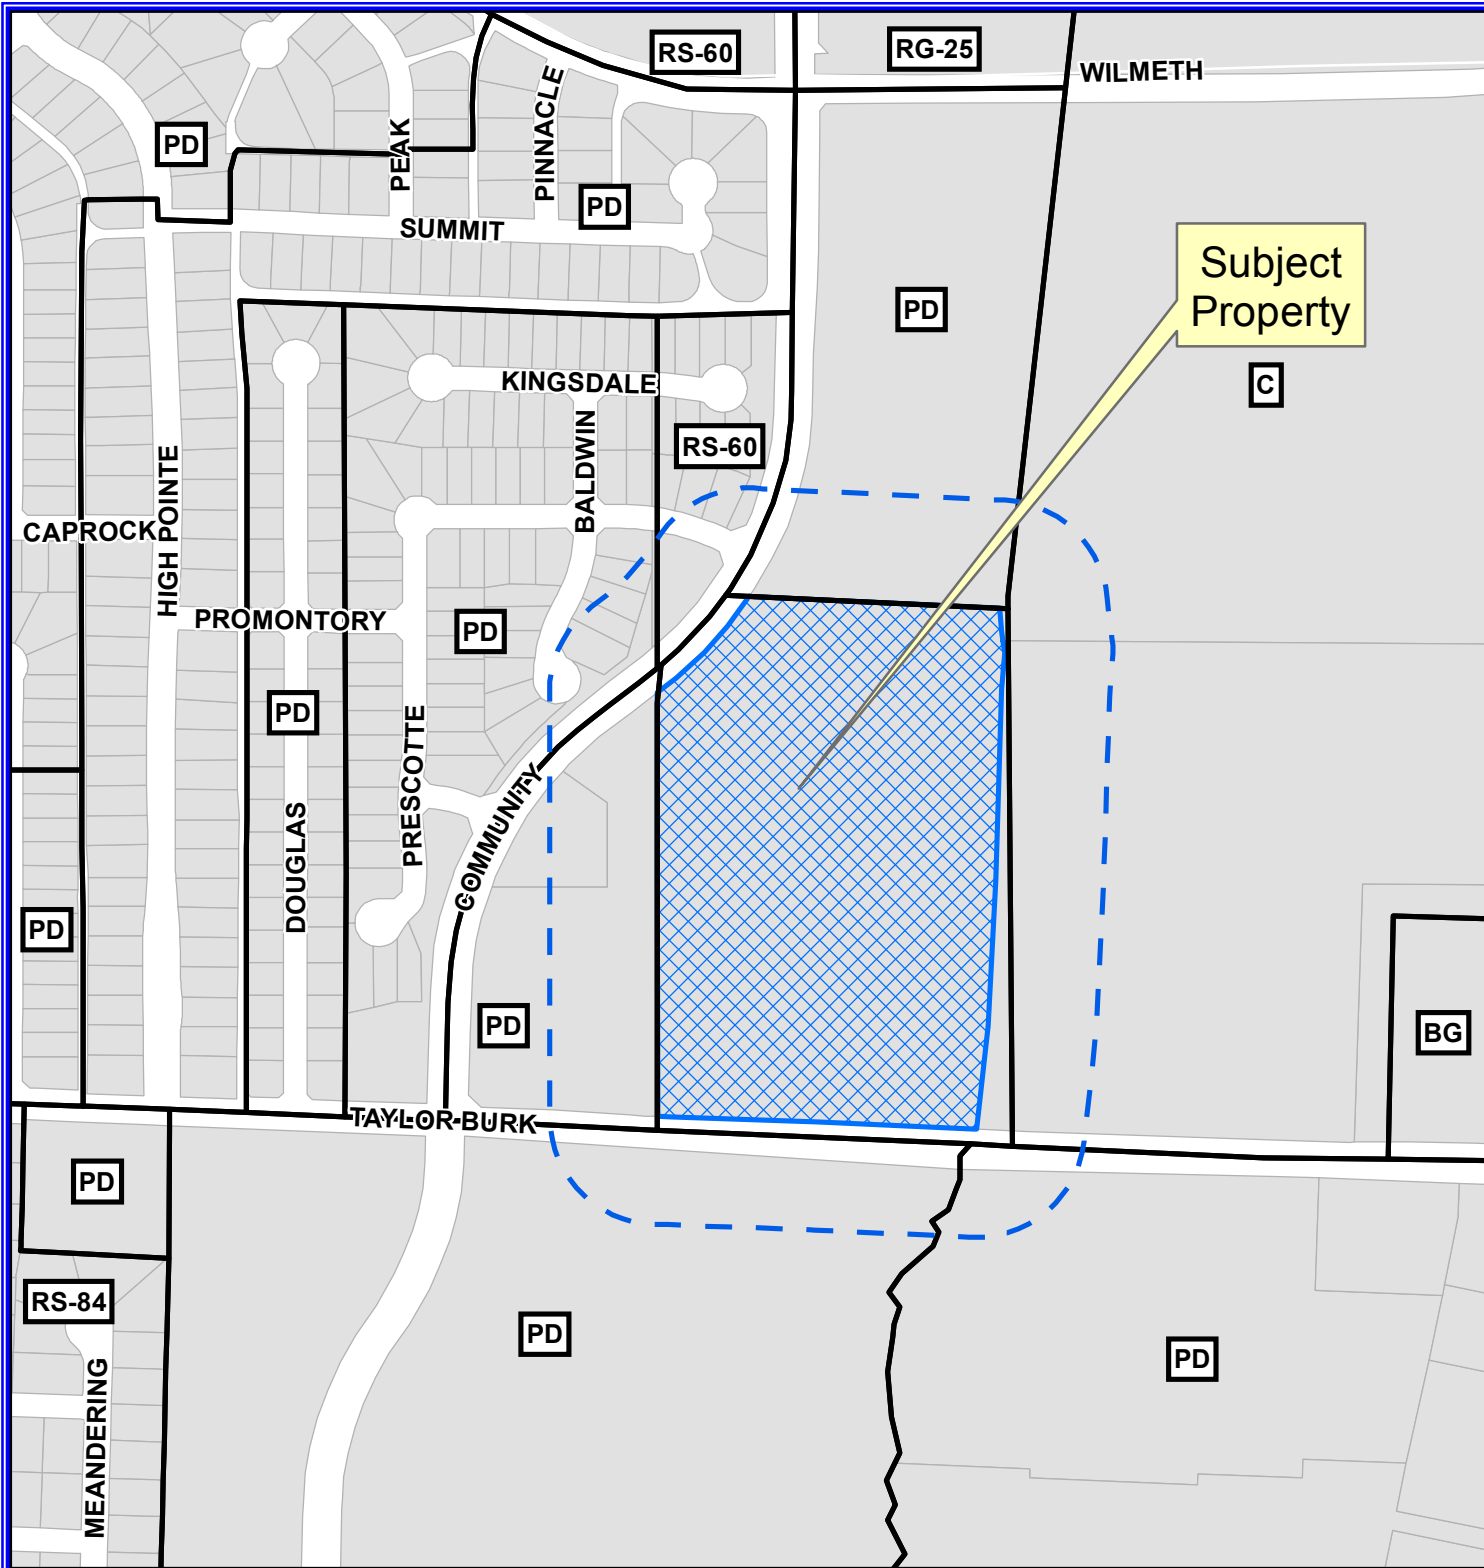 RS-60
RG-25
WILMETH
PINNACLE
PEAK
PD
PD
SUMMIT
Subject
Property
PD
KINGSDALE
C
BALDWIN
RS-60
HIGH POINTE
CAPROCK
PROMONTORY
PD
PD
PRESCOTTE
COMMUNITY
DOUGLAS
PD
PD
BG
TAYLOR-BURK
PD
RS-84
PD
PD
MEANDERING